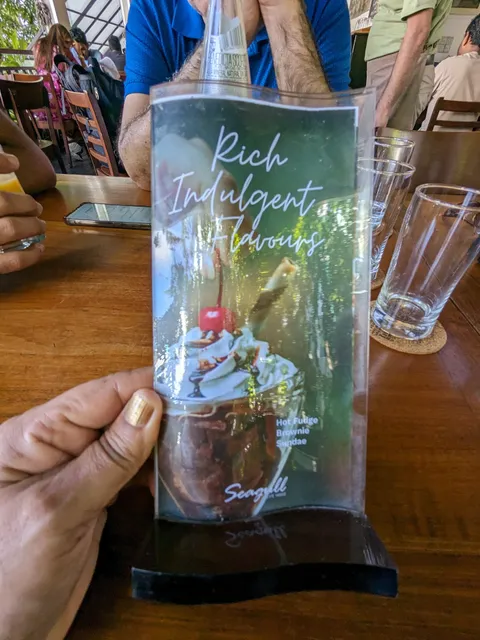 Rich
Indulgent
Flavours
Hot Fudge
Brownie
Sundae
Seagull